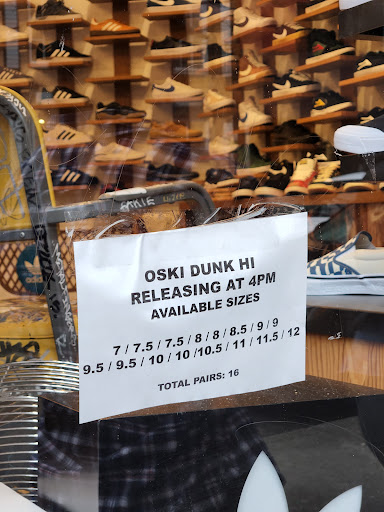 OSKI DUNK HI
RELEASING AT 4PM
AVAILABLE SIZES
7 / 7.5 / 7.5 / 8 / 8 / 8.5 / 9 / 9
9.5 / 9.5 / 10 / 10 /10.5 / 11 / 11.5 / 12
TOTAL PAIRS: 16